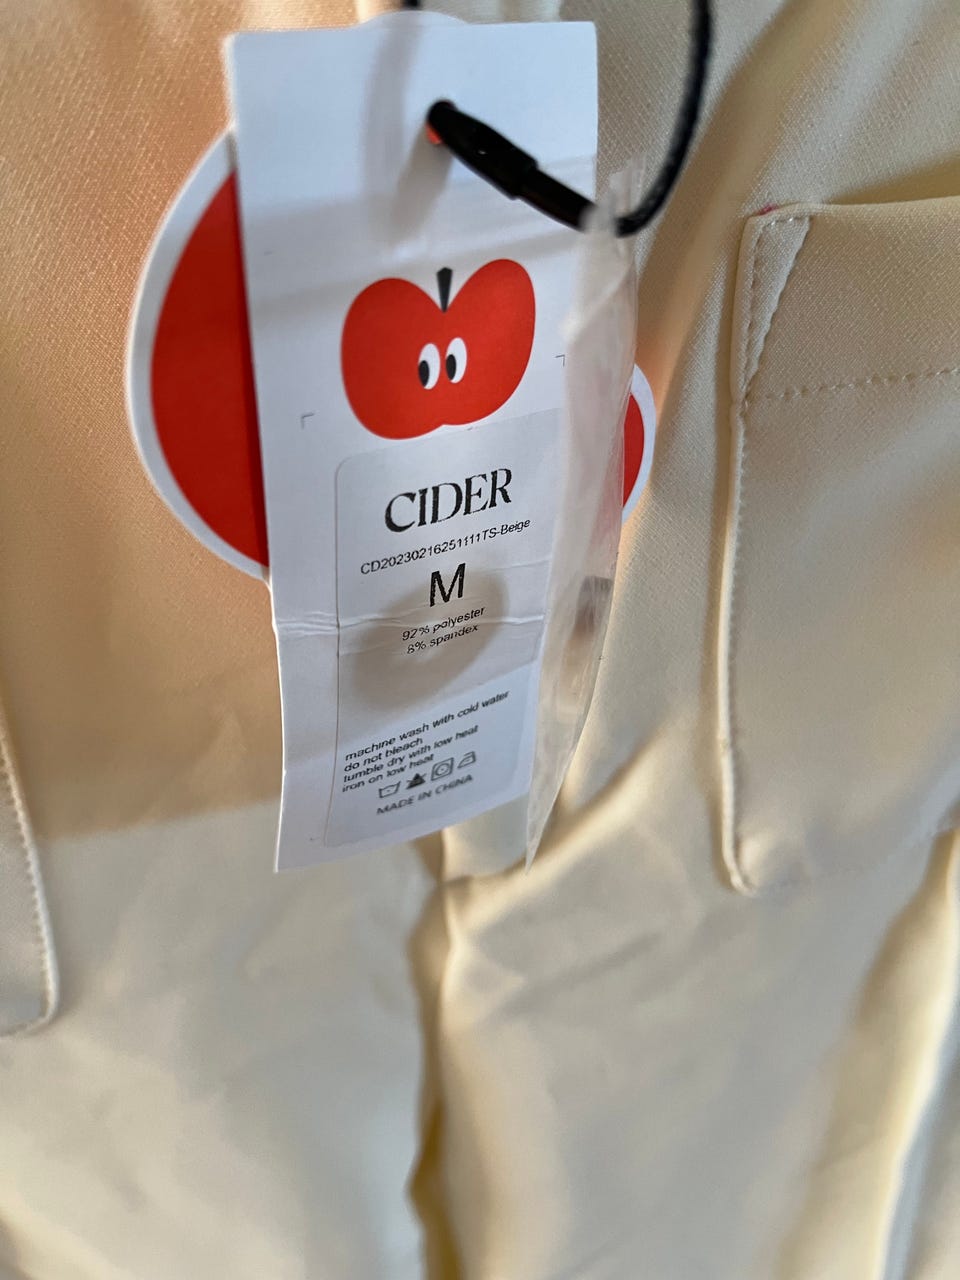 CIDER
CD20230216251111TS-Beige
M
92% polyester
8% spandex
machine wash with cold water
do not bleach
tumble dry with low heat
iron on low heat
MADE IN CHINA